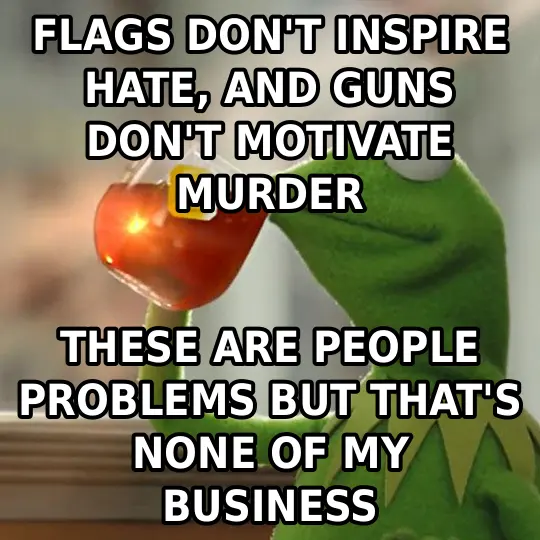 FLAGS DON'T INSPIRE
HATE, AND GUNS
DON'T MOTIVATE
MURDER
THESE ARE PEOPLE
PROBLEMS BUT THAT'S
NONE OF MY
BUSINESS